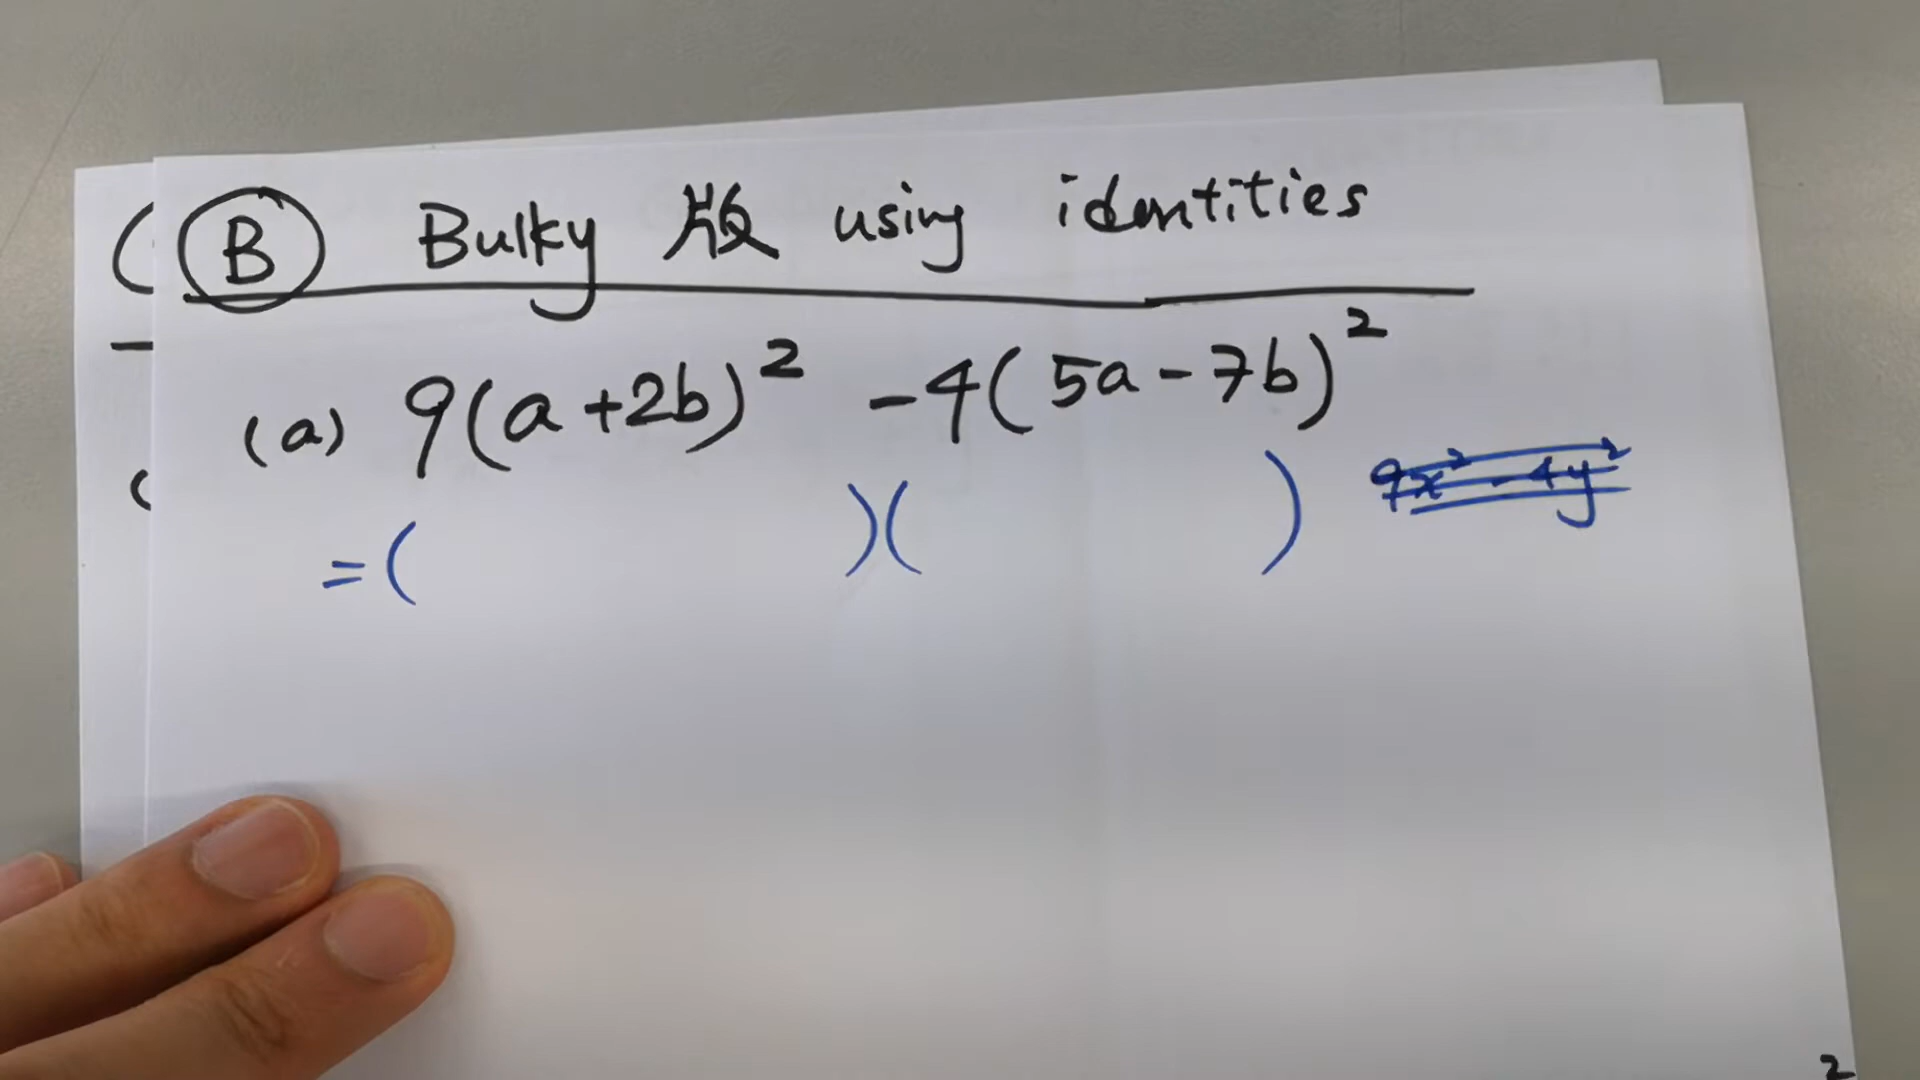 (B) Bulky 版 using identities
(a) 9(a+2b)² -4(5a-7b)²
9x² -4y²
=( )( )
2